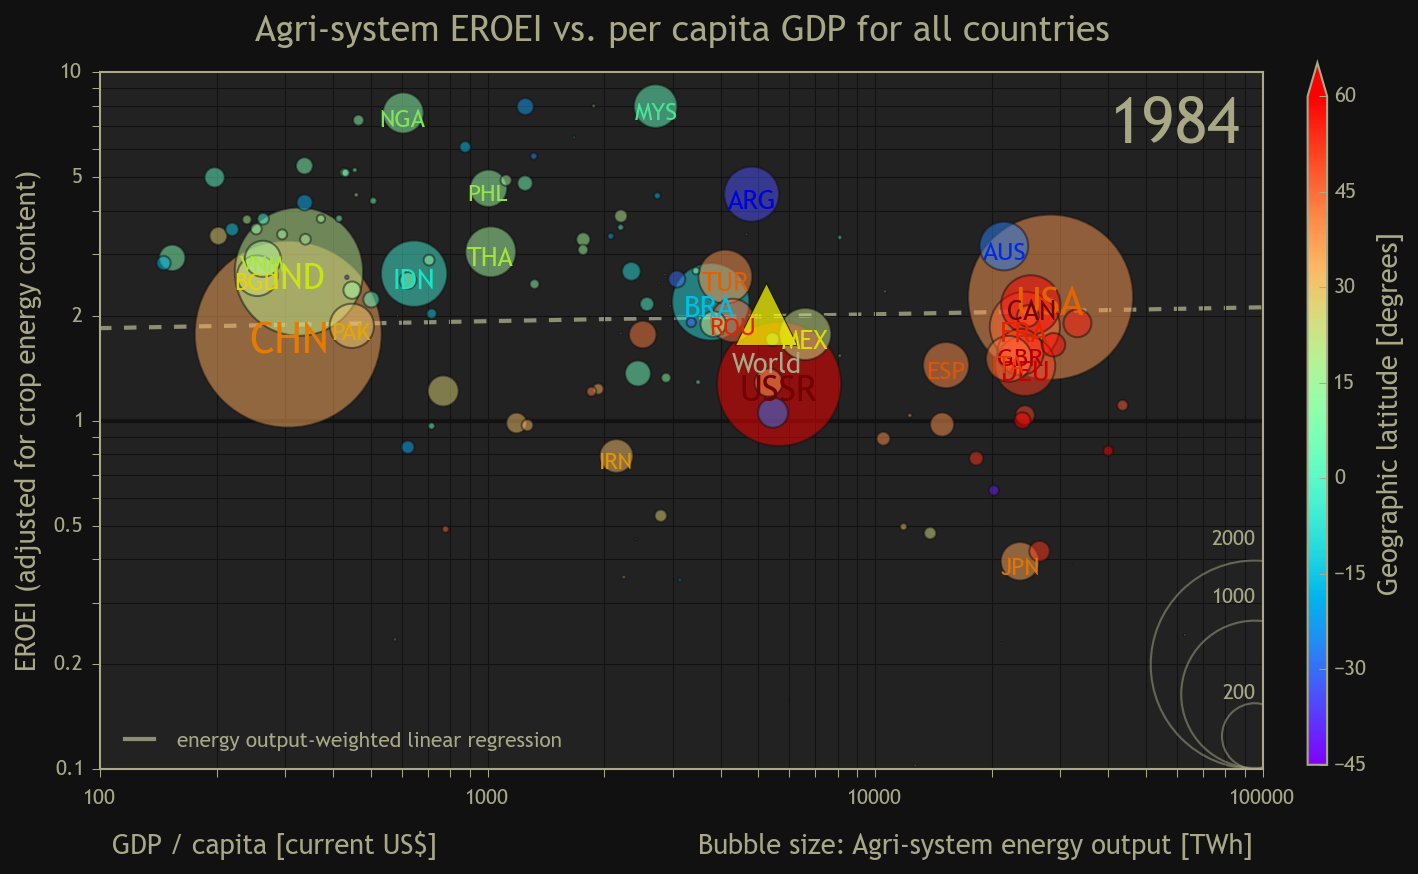 Agri-system EROEI vs. per capita GDP for all countries
1984
EROEI (adjusted for crop energy content)
10
5
2
1
0.5
0.2
0.1
NGA
MYS
PHL
ARG
THA
AUS
IND
IDN
TUR
BRA
USA
CAN
CHN
PAK
ROU
MEX
World
USSR
ESP
GBR
DEU
IRN
JPN
2000
1000
200
energy output-weighted linear regression
100
1000
10000
100000
GDP / capita [current US$]
Bubble size: Agri-system energy output [TWh]
60
45
30
15
0
−15
−30
−45
Geographic latitude [degrees]